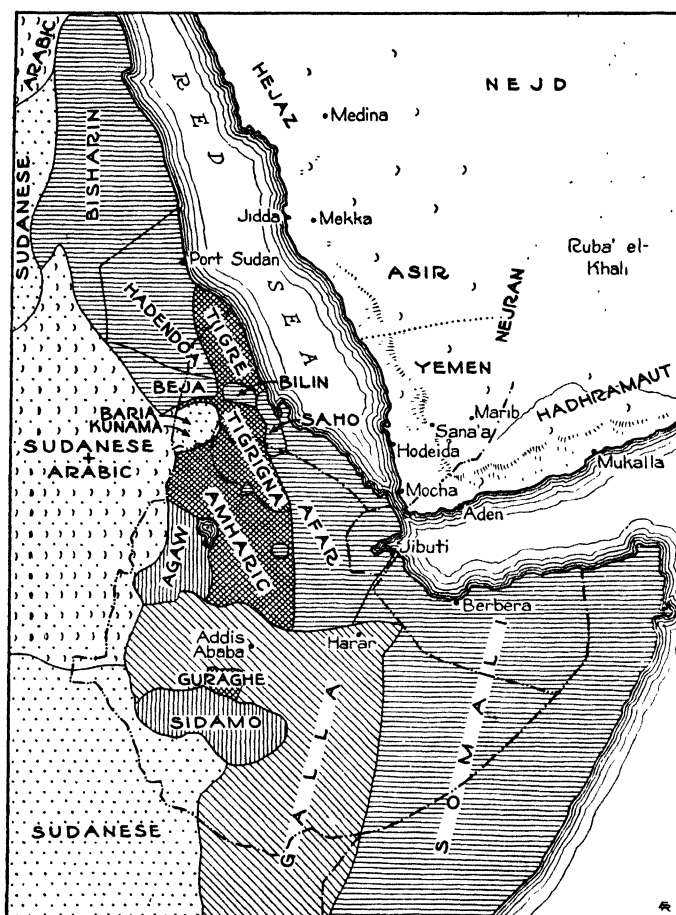 ARABIC
HEJAZ
NEJD
RED
SEA
Medina
BISHARIN
SUDANESE
Jidda
Mekka
Port Sudan
Ruba' el-
Khali
ASIR
NEJRAN
HADENDOA
TIGRE
YEMEN
BEJA
BILIN
HADHRAMAUT
BARIA
KUNAMA
SAHO
Marib
Sana'a
TIGRIGNA
Hodeida
Mukalla
SUDANESE
+
ARABIC
Mocha
AFAR
Aden
AMHARIC
Jibuti
AGAW
Berbera
Addis
Ababa
Harar
GURAGHE
SIDAMO
GALLA
SOMALI
SUDANESE